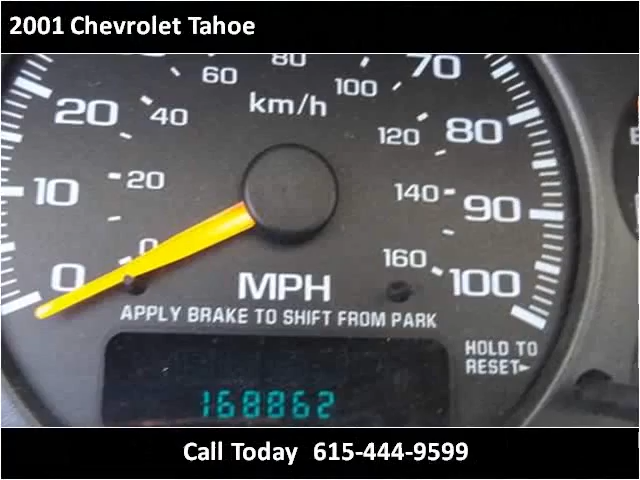 2001 Chevrolet Tahoe
60 80 100 70
20 40 km/h 120 80
10 20 140 90
0 0 160 100
MPH
APPLY BRAKE TO SHIFT FROM PARK
HOLD TO
RESET
168862
Call Today 615-444-9599